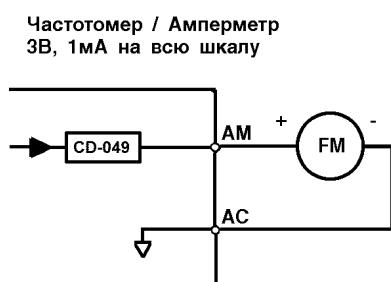 Частотомер / Амперметр
3В, 1мА на всю шкалу
AM
+
-
CD-049
FM
AC